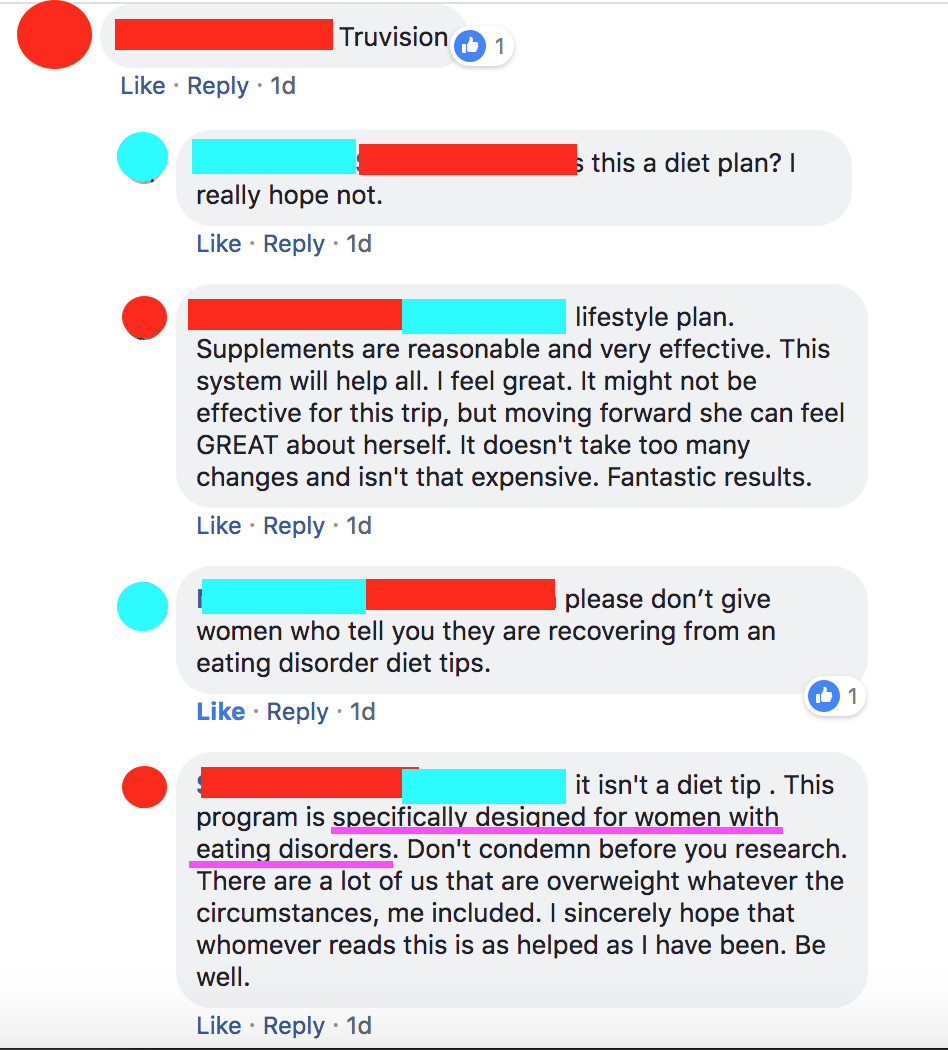 Truvision
1
Like · Reply · 1d
this a diet plan? I
really hope not.
Like · Reply · 1d
lifestyle plan.
Supplements are reasonable and very effective. This
system will help all. I feel great. It might not be
effective for this trip, but moving forward she can feel
GREAT about herself. It doesn't take too many
changes and isn't that expensive. Fantastic results.
Like · Reply · 1d
please don’t give
women who tell you they are recovering from an
eating disorder diet tips.
1
Like · Reply · 1d
it isn't a diet tip . This
program is specifically designed for women with
eating disorders. Don't condemn before you research.
There are a lot of us that are overweight whatever the
circumstances, me included. I sincerely hope that
whomever reads this is as helped as I have been. Be
well.
Like · Reply · 1d